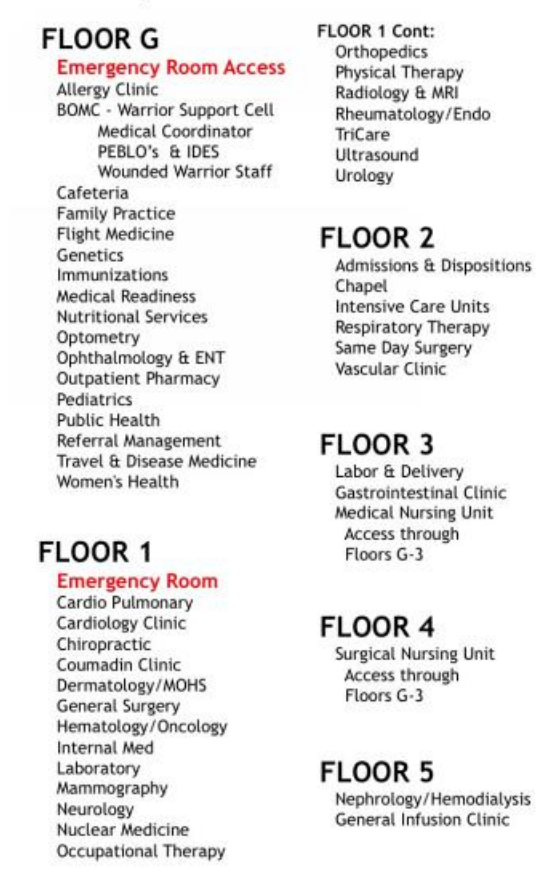 FLOOR G
Emergency Room Access
Allergy Clinic
BOMC - Warrior Support Cell
Medical Coordinator
PEBLO's & IDES
Wounded Warrior Staff
Cafeteria
Family Practice
Flight Medicine
Genetics
Immunizations
Medical Readiness
Nutritional Services
Optometry
Ophthalmology & ENT
Outpatient Pharmacy
Pediatrics
Public Health
Referral Management
Travel & Disease Medicine
Women's Health
FLOOR 1
Emergency Room
Cardio Pulmonary
Cardiology Clinic
Chiropractic
Coumadin Clinic
Dermatology/MOHS
General Surgery
Hematology/Oncology
Internal Med
Laboratory
Mammography
Neurology
Nuclear Medicine
Occupational Therapy
FLOOR 1 Cont:
Orthopedics
Physical Therapy
Radiology & MRI
Rheumatology/Endo
TriCare
Ultrasound
Urology
FLOOR 2
Admissions & Dispositions
Chapel
Intensive Care Units
Respiratory Therapy
Same Day Surgery
Vascular Clinic
FLOOR 3
Labor & Delivery
Gastrointestinal Clinic
Medical Nursing Unit
Access through
Floors G-3
FLOOR 4
Surgical Nursing Unit
Access through
Floors G-3
FLOOR 5
Nephrology/Hemodialysis
General Infusion Clinic